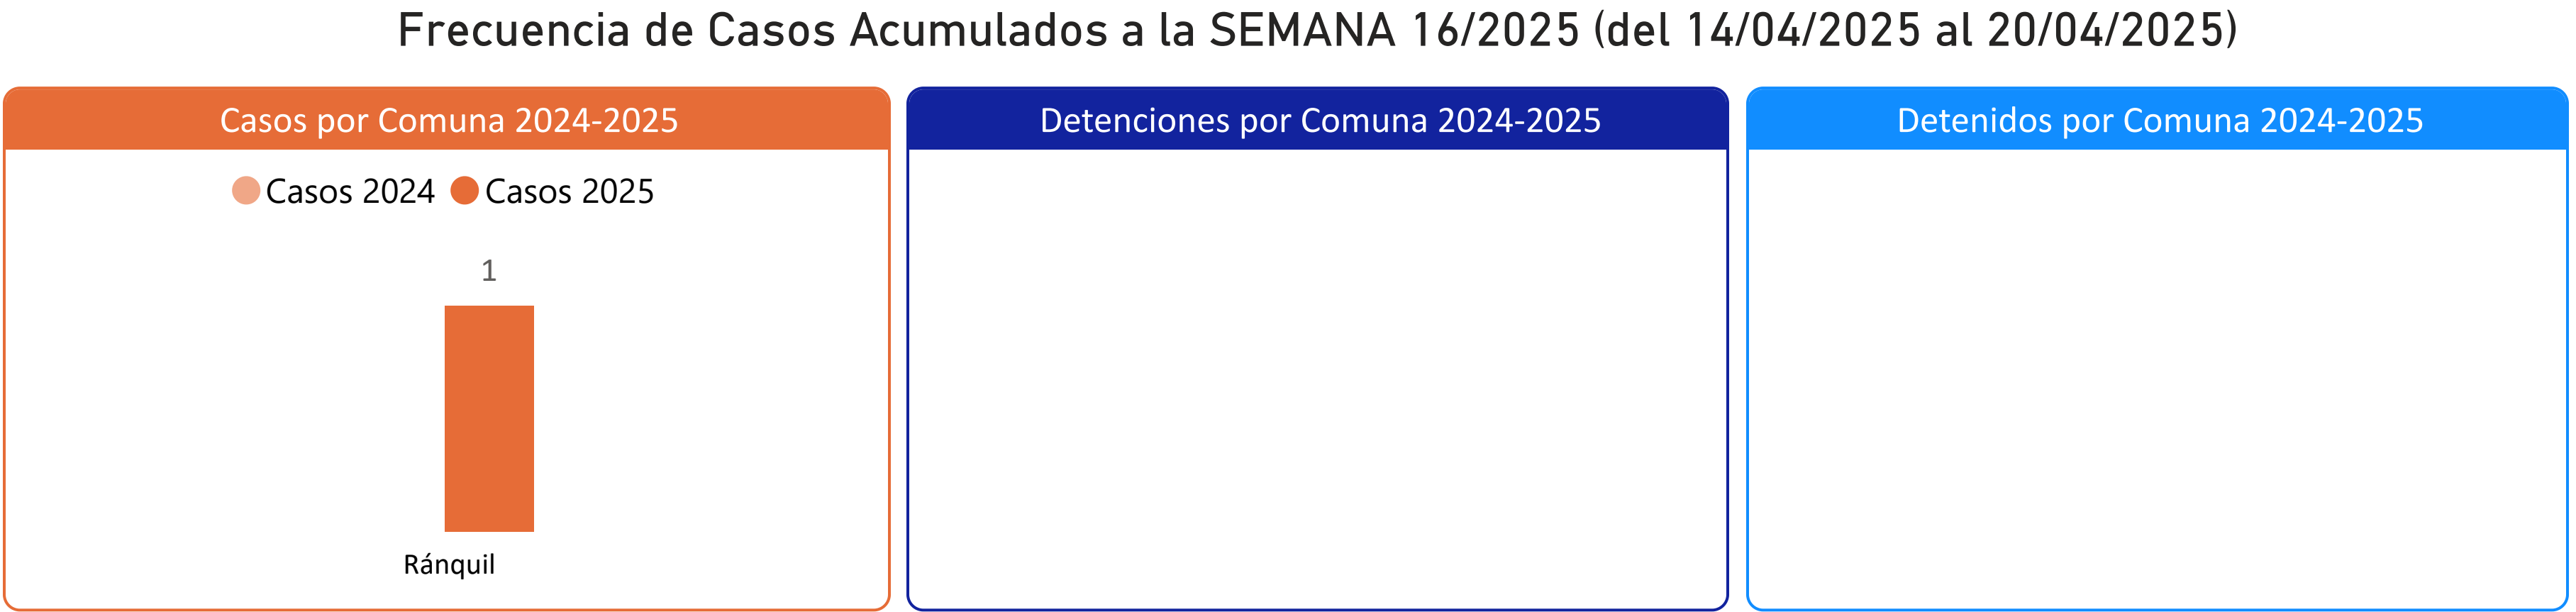 Frecuencia de Casos Acumulados a la SEMANA 16/2025 (del 14/04/2025 al 20/04/2025)
Casos por Comuna 2024-2025
Casos 2024 Casos 2025
1
Ránquil
Detenciones por Comuna 2024-2025
Detenidos por Comuna 2024-2025